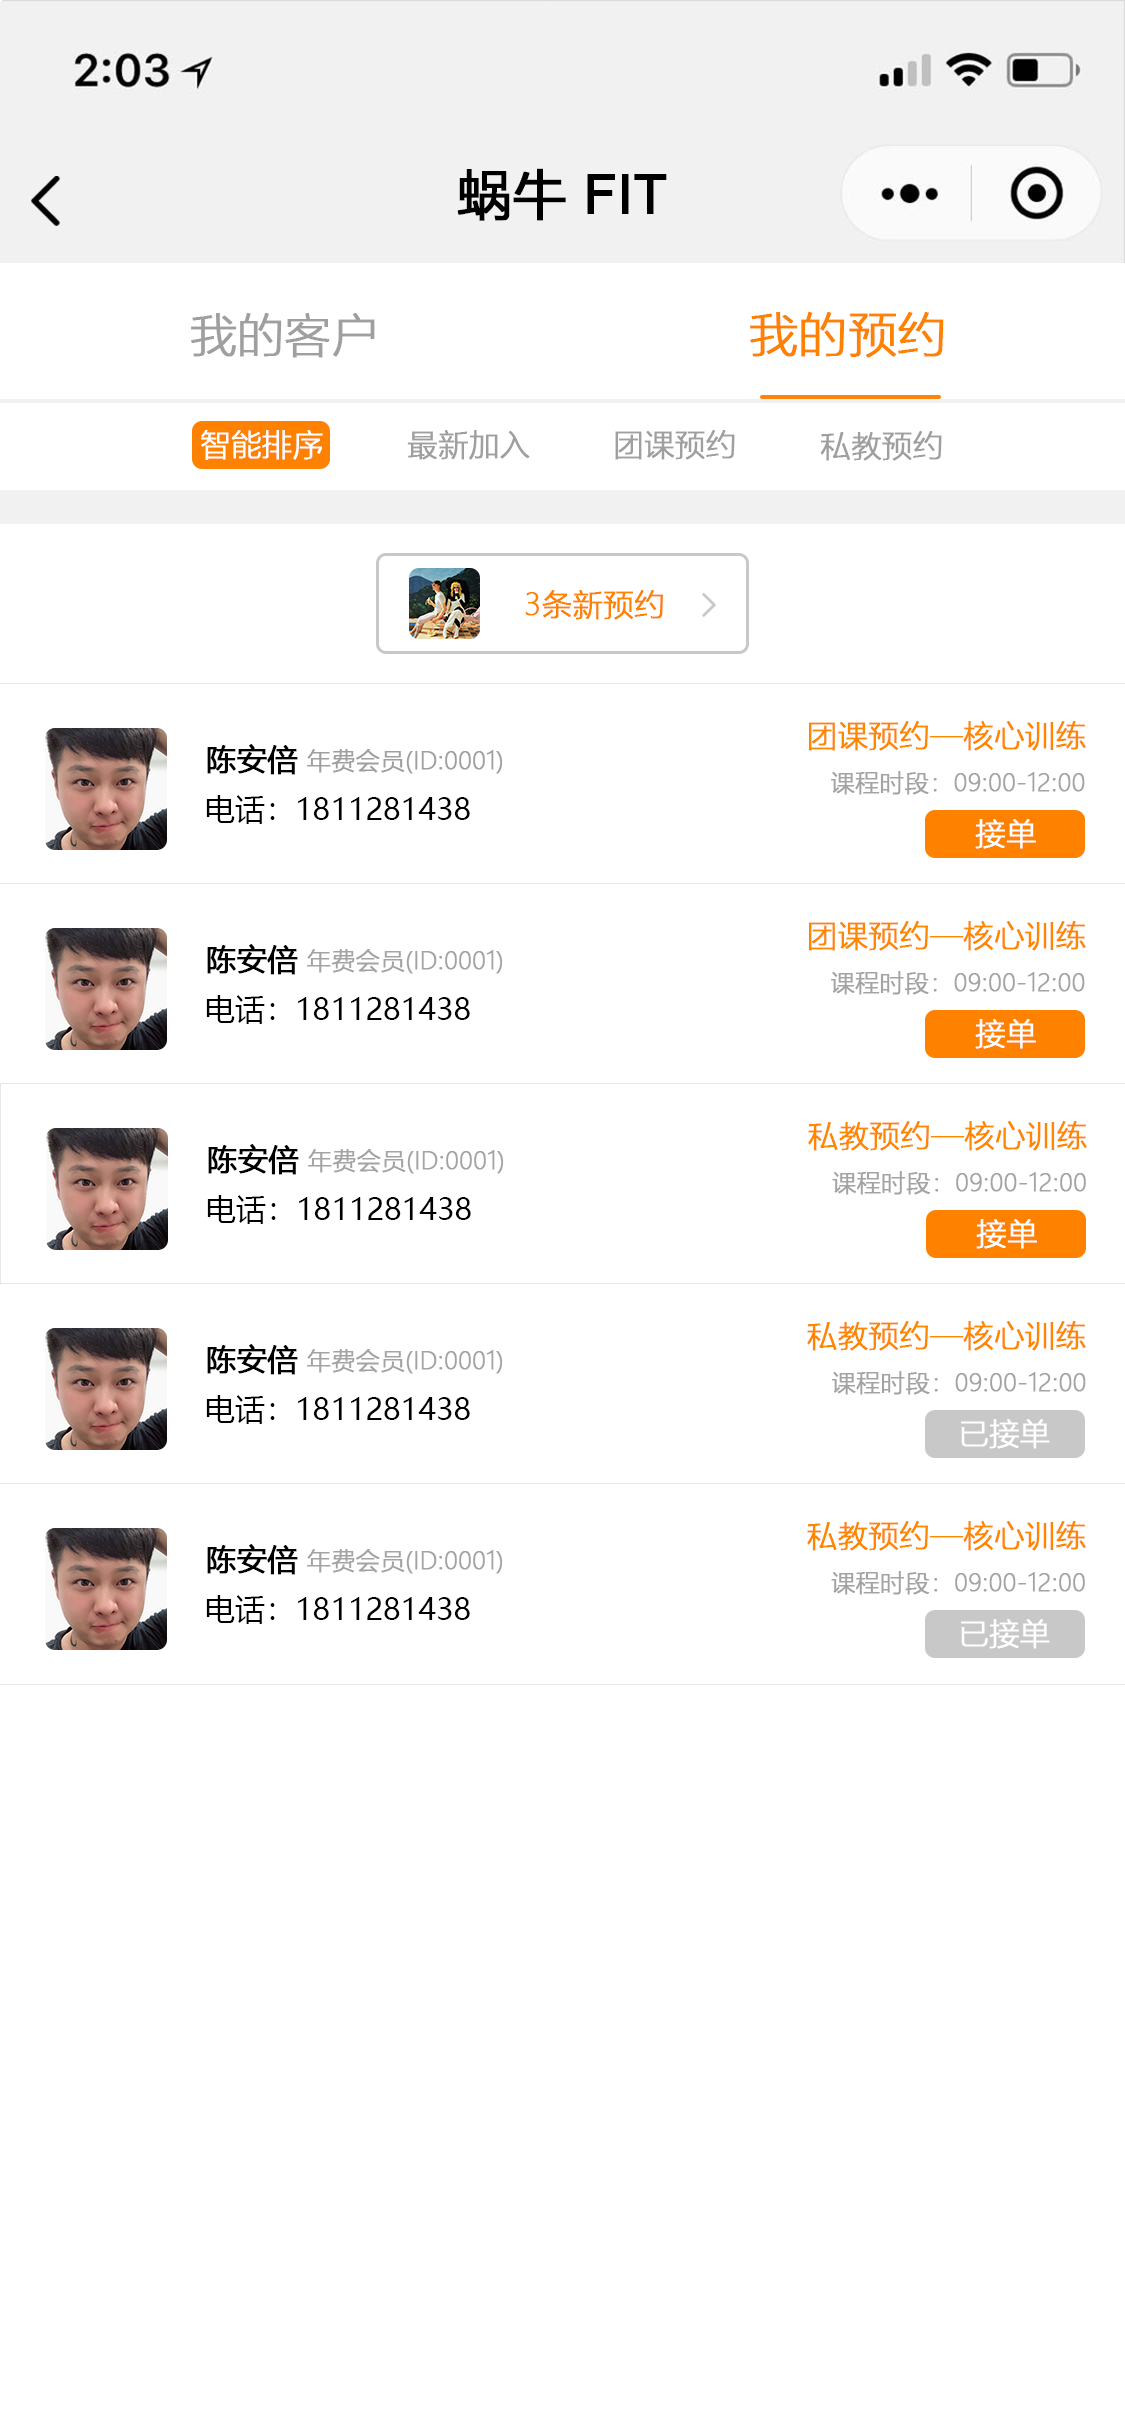 2:03
蜗牛 FIT
我的客户 我的预约
智能排序 最新加入 团课预约 私教预约
3条新预约
陈安倍 年费会员(ID:0001)
电话：1811281438
团课预约—核心训练
课程时段：09:00-12:00
接单
陈安倍 年费会员(ID:0001)
电话：1811281438
团课预约—核心训练
课程时段：09:00-12:00
接单
陈安倍 年费会员(ID:0001)
电话：1811281438
私教预约—核心训练
课程时段：09:00-12:00
接单
陈安倍 年费会员(ID:0001)
电话：1811281438
私教预约—核心训练
课程时段：09:00-12:00
已接单
陈安倍 年费会员(ID:0001)
电话：1811281438
私教预约—核心训练
课程时段：09:00-12:00
已接单